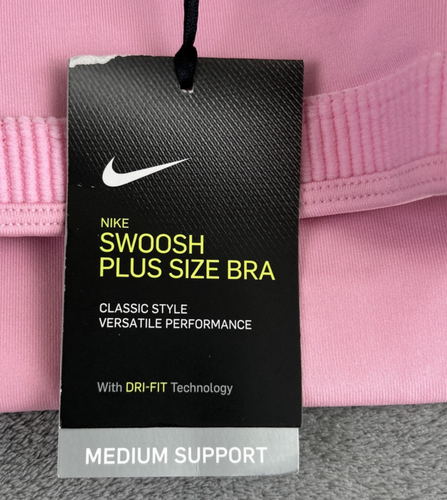 NIKE
SWOOSH
PLUS SIZE BRA
CLASSIC STYLE
VERSATILE PERFORMANCE
With DRI-FIT Technology
MEDIUM SUPPORT